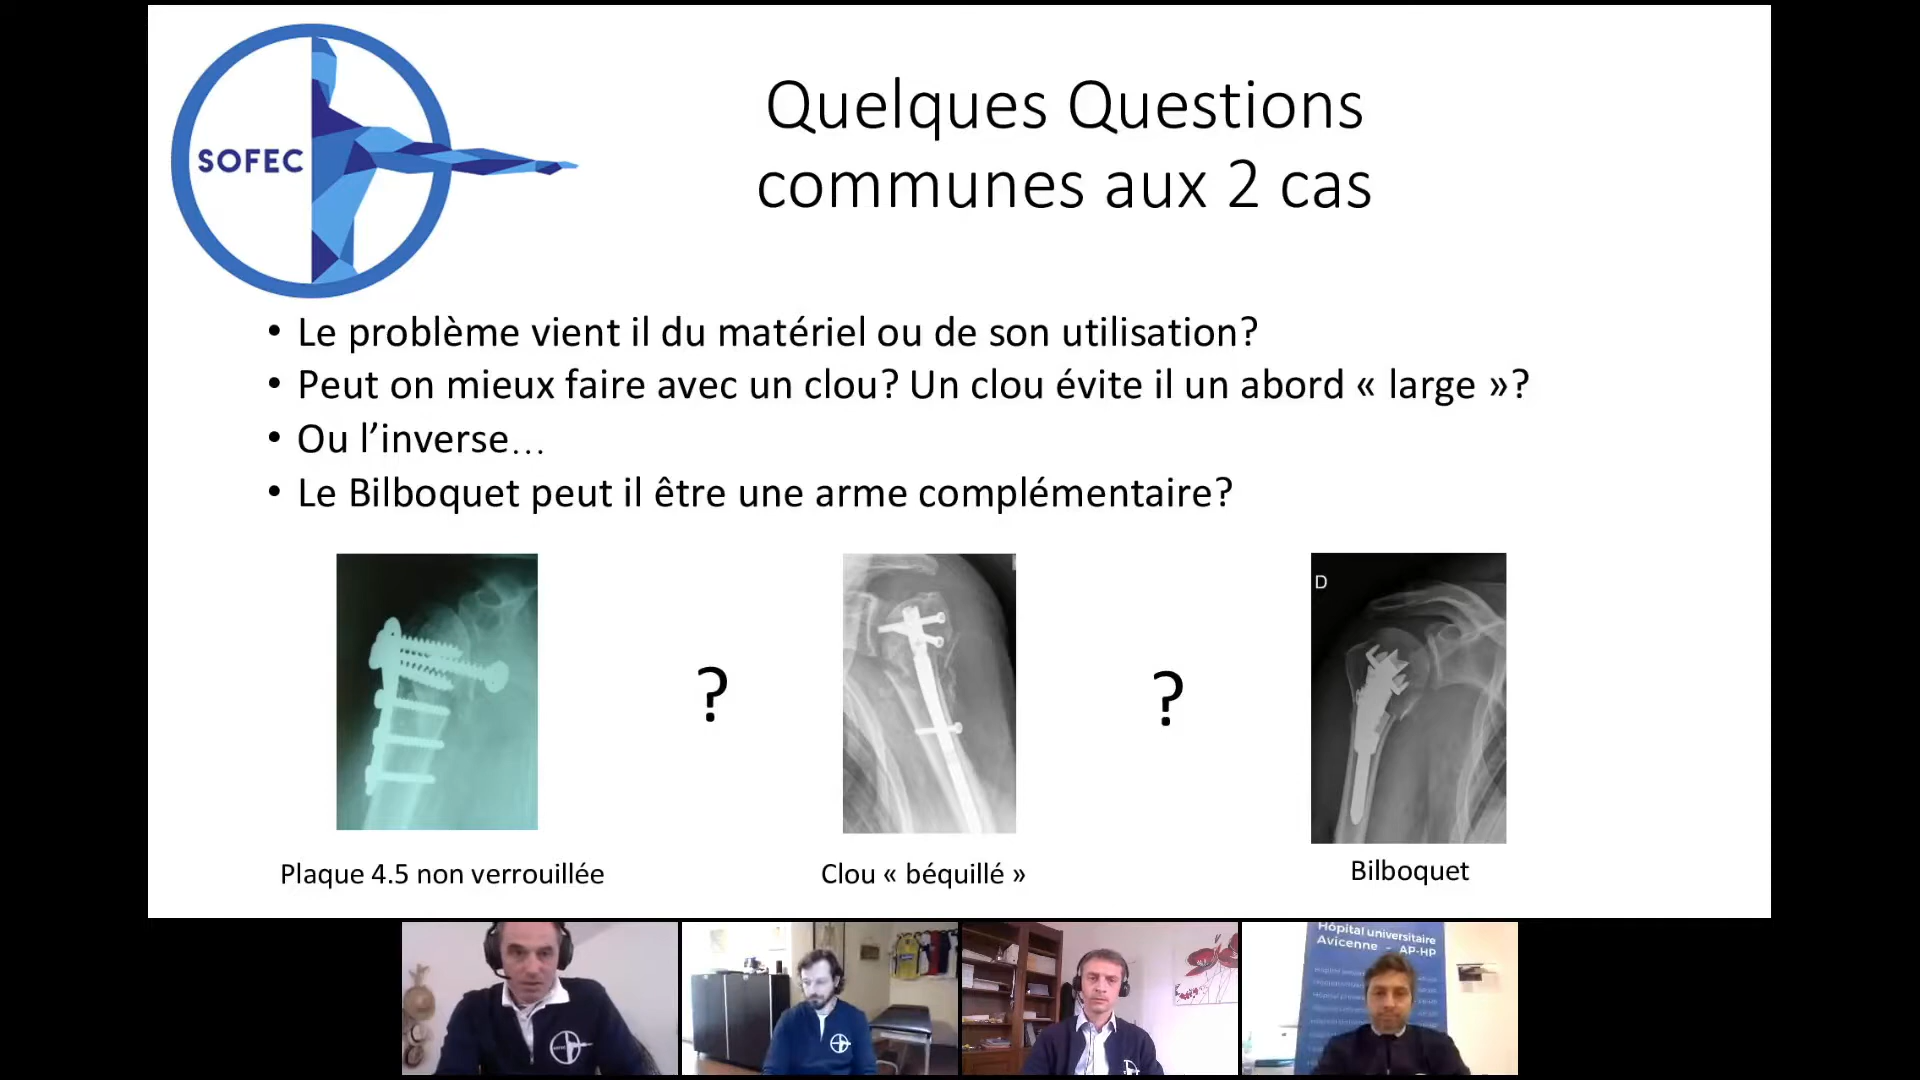 SOFEC
Quelques Questions
communes aux 2 cas
• Le problème vient il du matériel ou de son utilisation?
• Peut on mieux faire avec un clou? Un clou évite il un abord « large »?
• Ou l’inverse…
• Le Bilboquet peut il être une arme complémentaire?
D
?
?
Plaque 4.5 non verrouillée
Clou « béquillé »
Bilboquet
SOFEC
Hôpital universitaire
Avicenne - AP-HP